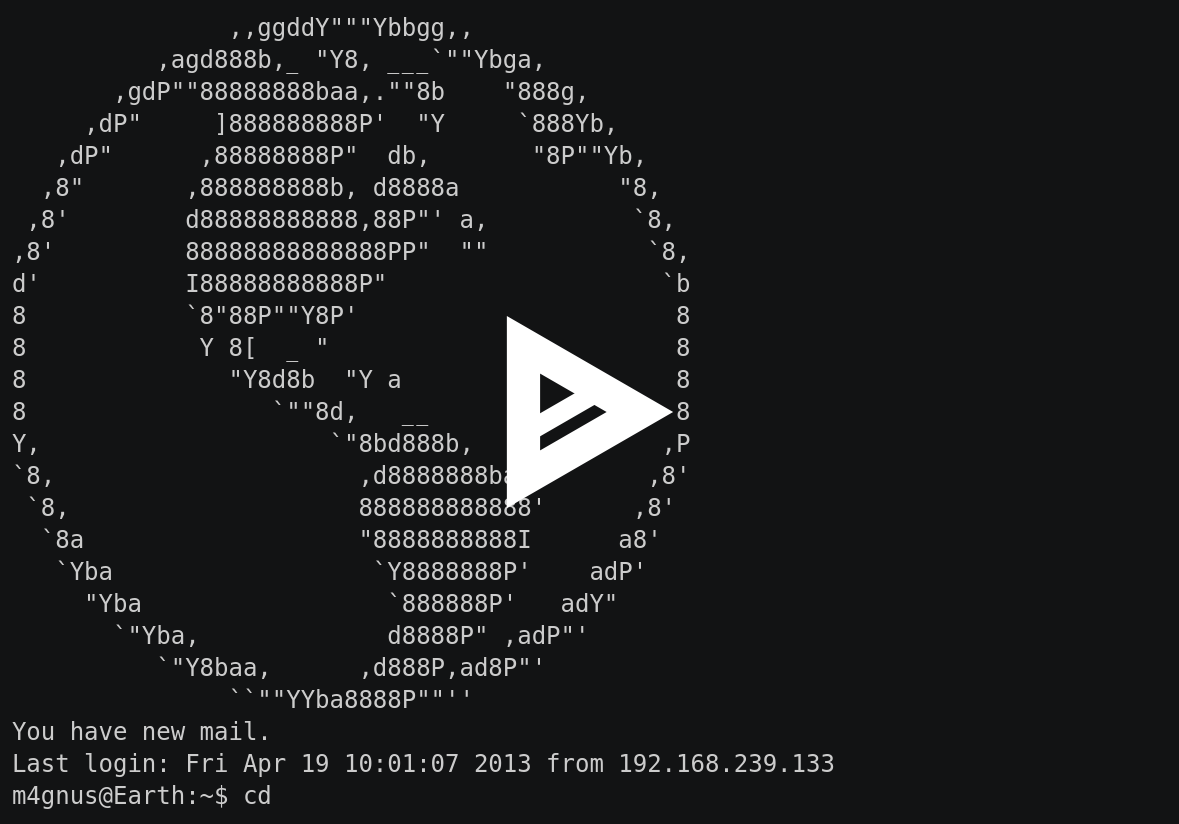 ,,ggddY"""Ybbgg,,
          ,agd888b,_ "Y8, ___`""Ybga,
       ,gdP""88888888baa,.""8b    "888g,
     ,dP"     ]888888888P'  "Y     `888Yb,
   ,dP"      ,88888888P"  db,       "8P""Yb,
  ,8"       ,888888888b, d8888a           "8,
 ,8'        d88888888888,88P"' a,          `8,
,8'         88888888888888PP"  ""           `8,
d'          I88888888888P"                   `b
8           `8"88P""Y8P'                      8
8            Y 8[  _ "                        8
8              "Y8d8b  "Y a                   8
8                 `""8d,   __                 8
Y,                    `"8bd888b,             ,P
`8,                     ,d8888888ba         ,8'
 `8,                    888888888888'      ,8'
  `8a                   "8888888888I      a8'
   `Yba                  `Y8888888P'    adP'
     "Yba                 `888888P'   adY"
       `"Yba,             d8888P" ,adP"'
          `"Y8baa,      ,d888P,ad8P"'
               ``""YYba8888P""''
You have new mail.
Last login: Fri Apr 19 10:01:07 2013 from 192.168.239.133
m4gnus@Earth:~$ cd